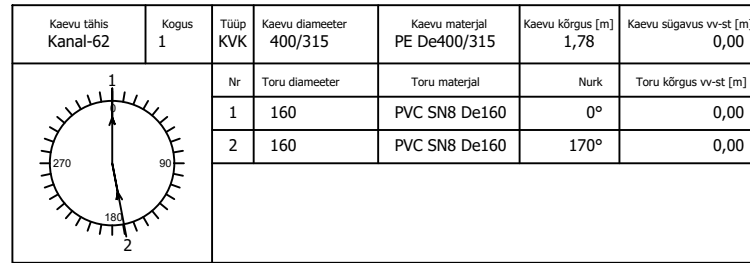 Kaevu tähis Kogus Tüüp Kaevu diameeter Kaevu materjal Kaevu kõrgus [m] Kaevu sügavus vv-st [m]
Kanal-62 1 KVK 400/315 PE De400/315 1,78 0,00
Nr Toru diameeter Toru materjal Nurk Toru kõrgus vv-st [m]
1 160 PVC SN8 De160 0° 0,00
2 160 PVC SN8 De160 170° 0,00
1
0
270 90
180
2